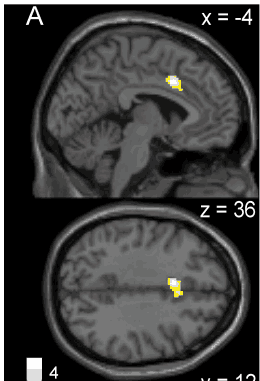 A
x = -4
z = 36
4